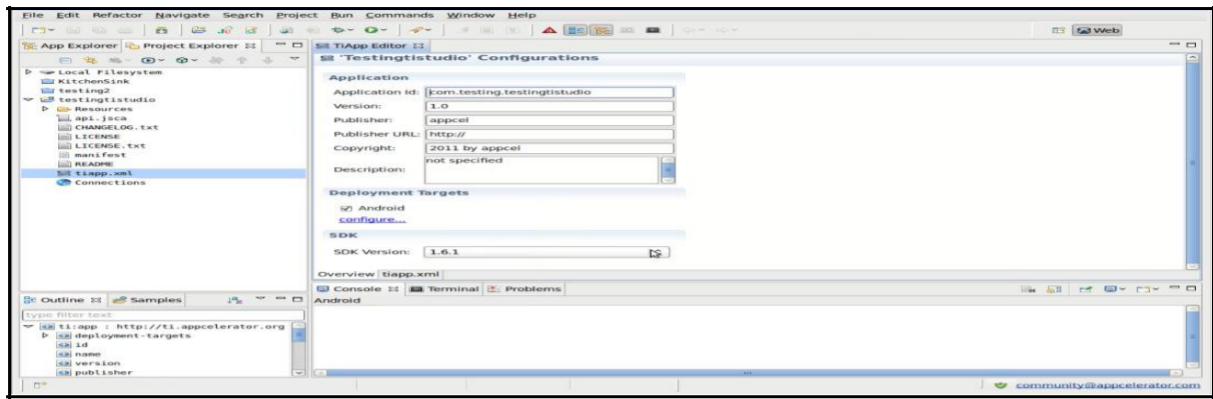 File Edit Refactor Navigate Search Project Run Commands Window Help
Web
App Explorer Project Explorer
Local Filesystem
KitchenSink
testing2
testingtistudio
Resources
api.jsca
CHANGELOG.txt
LICENSE
LICENSE.txt
manifest
README
tiapp.xml
Connections
TiApp Editor
'Testingtistudio' Configurations
Application
Application Id: com.testing.testingtistudio
Version: 1.0
Publisher: appcel
Publisher URL: http://
Copyright: 2011 by appcel
Description: not specified
Deployment Targets
Android
configure...
SDK
SDK Version: 1.6.1
Overview tiapp.xml
Outline Samples
type filter text
ti:app : http://ti.appcelerator.org
deployment-targets
id
name
version
publisher
Console Terminal Problems
Android
community@appcelerator.com